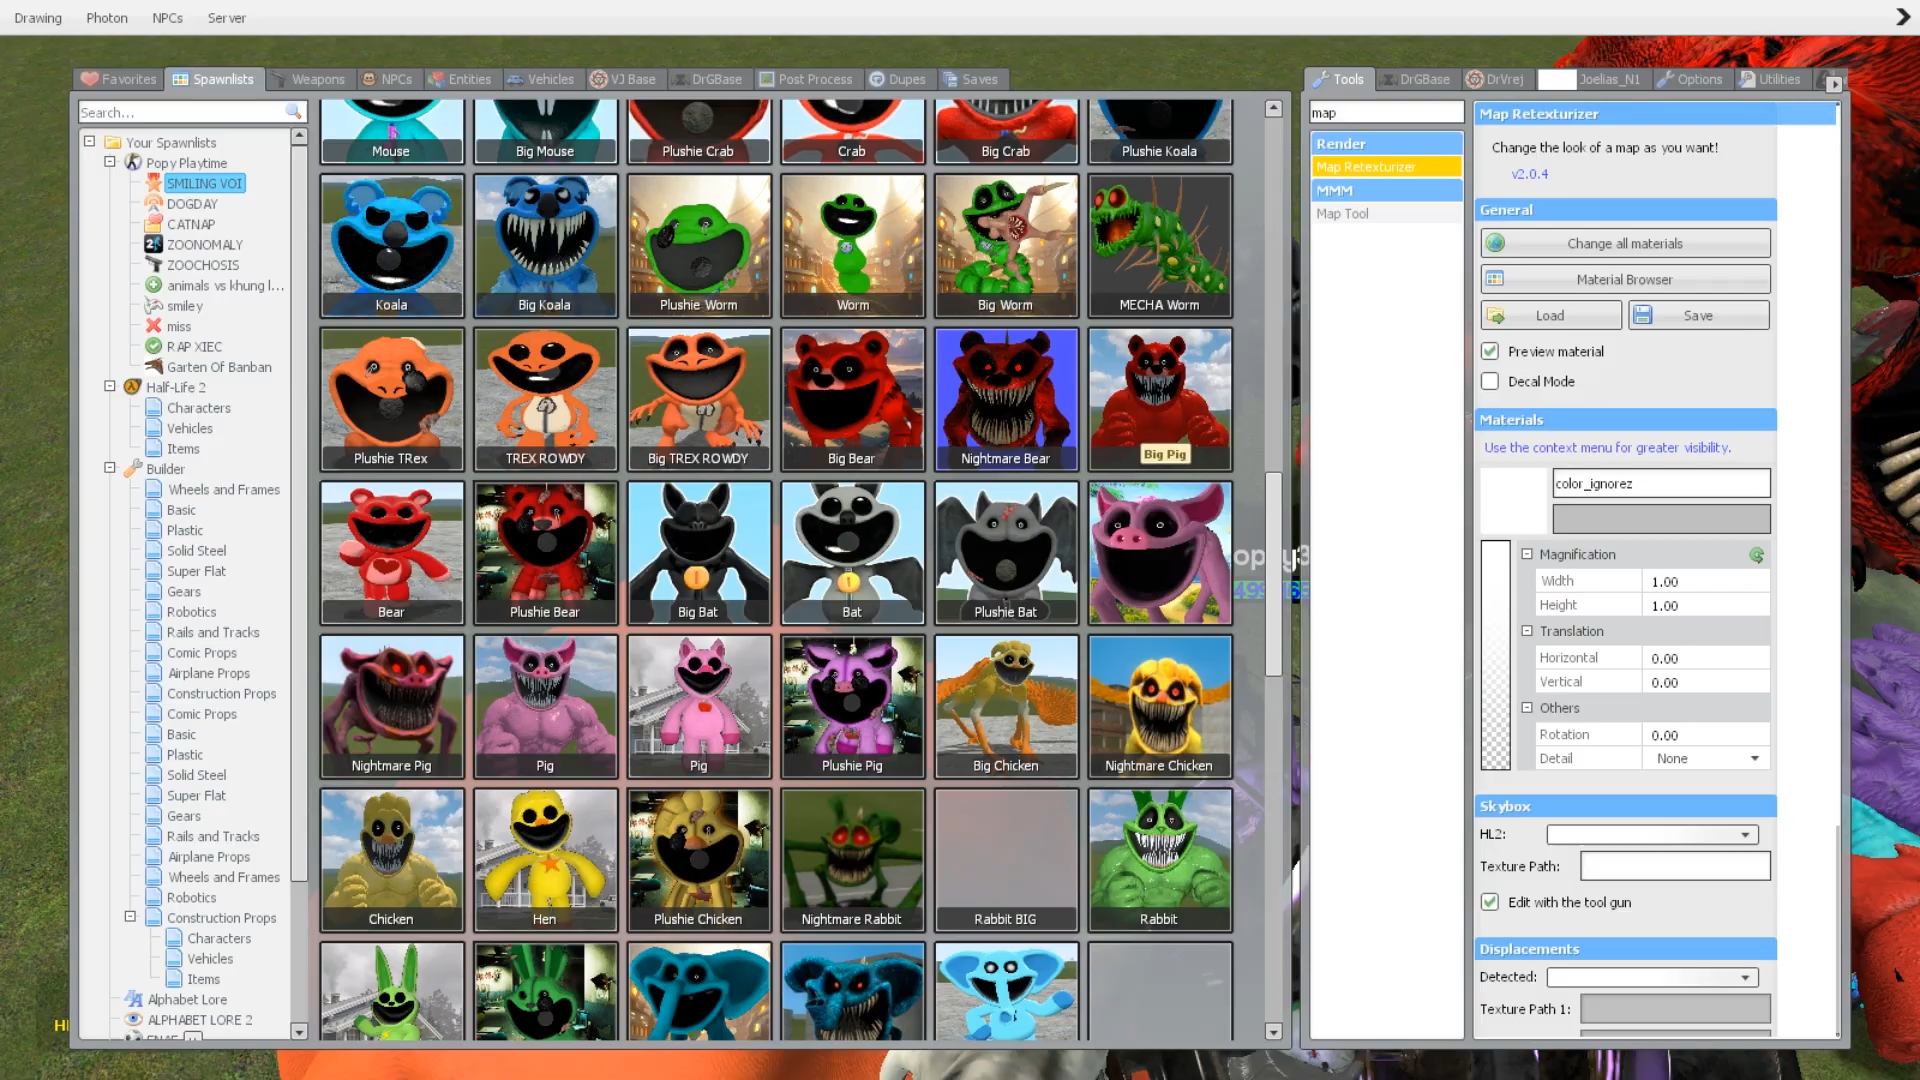 Drawing Photon NPCs Server
Favorites Spawnlists Weapons NPCs Entities Vehicles VJ Base DrGBase Post Process Dupes Saves
Search...
Your Spawnlists
Popy Playtime
SMILING VOI
DOGDAY
CATNAP
ZOONOMALY
ZOOCHOSIS
animals vs khung l...
smiley
miss
RAP XIEC
Garten Of Banban
Half-Life 2
Characters
Vehicles
Items
Builder
Wheels and Frames
Basic
Plastic
Solid Steel
Super Flat
Gears
Robotics
Rails and Tracks
Comic Props
Airplane Props
Construction Props
Comic Props
Basic
Plastic
Solid Steel
Super Flat
Gears
Rails and Tracks
Airplane Props
Wheels and Frames
Robotics
Construction Props
Characters
Vehicles
Items
Alphabet Lore
ALPHABET LORE 2
Mouse Big Mouse Plushie Crab Crab Big Crab Plushie Koala
Koala Big Koala Plushie Worm Worm Big Worm MECHA Worm
Plushie TRex TREX ROWDY Big TREX ROWDY Big Bear Nightmare Bear Big Pig
Bear Plushie Bear Big Bat Bat Plushie Bat
Nightmare Pig Pig Pig Plushie Pig Big Chicken Nightmare Chicken
Chicken Hen Plushie Chicken Nightmare Rabbit Rabbit BIG Rabbit
Tools DrGBase DrVrej Joelias_N1 Options Utilities
map
Render
Map Retexturizer
MMM
Map Tool
Map Retexturizer
Change the look of a map as you want!
v2.0.4
General
Change all materials
Material Browser
Load Save
Preview material
Decal Mode
Materials
Use the context menu for greater visibility.
color_ignorez
Magnification
Width 1.00
Height 1.00
Translation
Horizontal 0.00
Vertical 0.00
Others
Rotation 0.00
Detail None
Skybox
HL2:
Texture Path:
Edit with the tool gun
Displacements
Detected:
Texture Path 1: